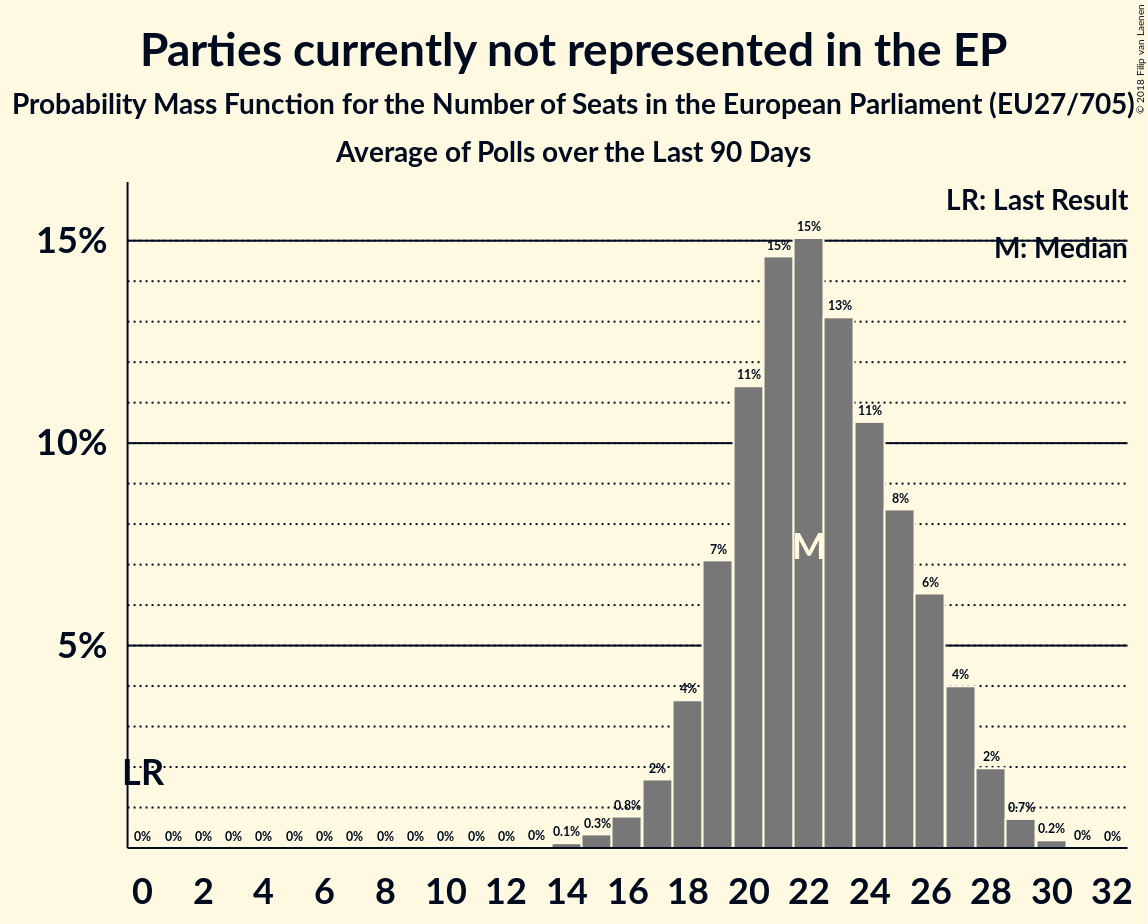 Parties currently not represented in the EP
Probability Mass Function for the Number of Seats in the European Parliament (EU27/705)
Average of Polls over the Last 90 Days
© 2018 Filip van Laenen
LR: Last Result
M: Median
15%
10%
5%
LR
M
0% 0% 0% 0% 0% 0% 0% 0% 0% 0% 0% 0% 0% 0% 0.1% 0.3% 0.8% 2% 4% 7% 11% 15% 15% 13% 11% 8% 6% 4% 2% 0.7% 0.2% 0% 0%
0 2 4 6 8 10 12 14 16 18 20 22 24 26 28 30 32